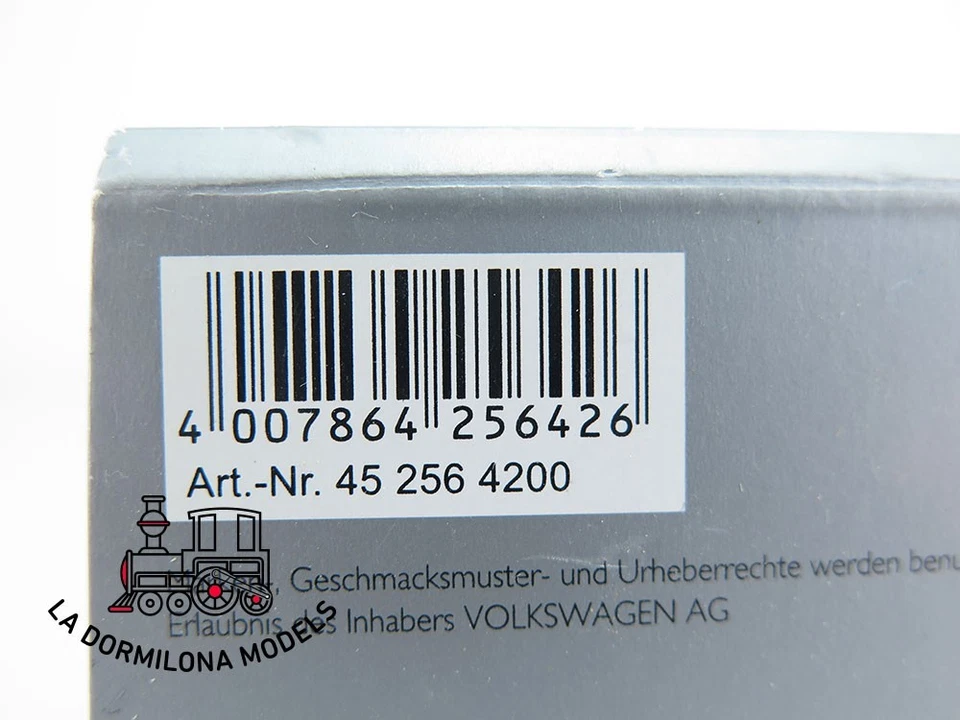 4 007864 256426
Art.-Nr. 45 256 4200
Geschmacksmuster- und Urheberrechte werden
Erlaubnis des Inhabers VOLKSWAGEN AG
LA DORMILONA MODELS